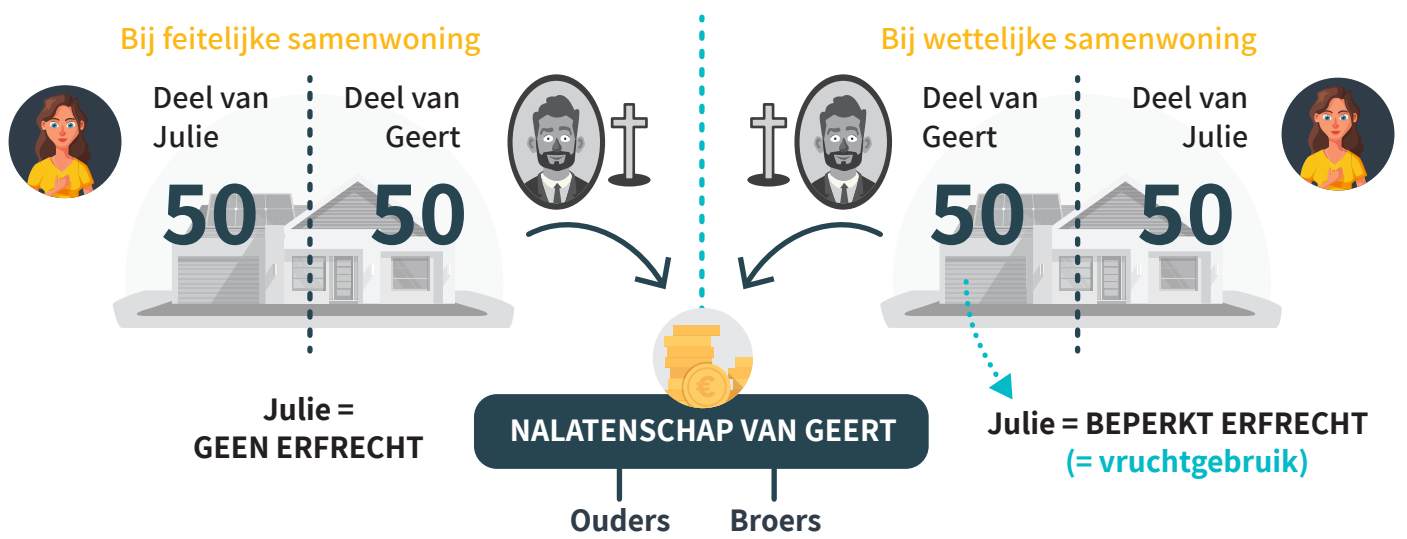 Bij feitelijke samenwoning
Deel van
Julie
Deel van
Geert
50
50
Julie =
GEEN ERFRECHT
Bij wettelijke samenwoning
Deel van
Geert
Deel van
Julie
50
50
Julie = BEPERKT ERFRECHT
(= vruchtgebruik)
€
NALATENSCHAP VAN GEERT
Ouders
Broers